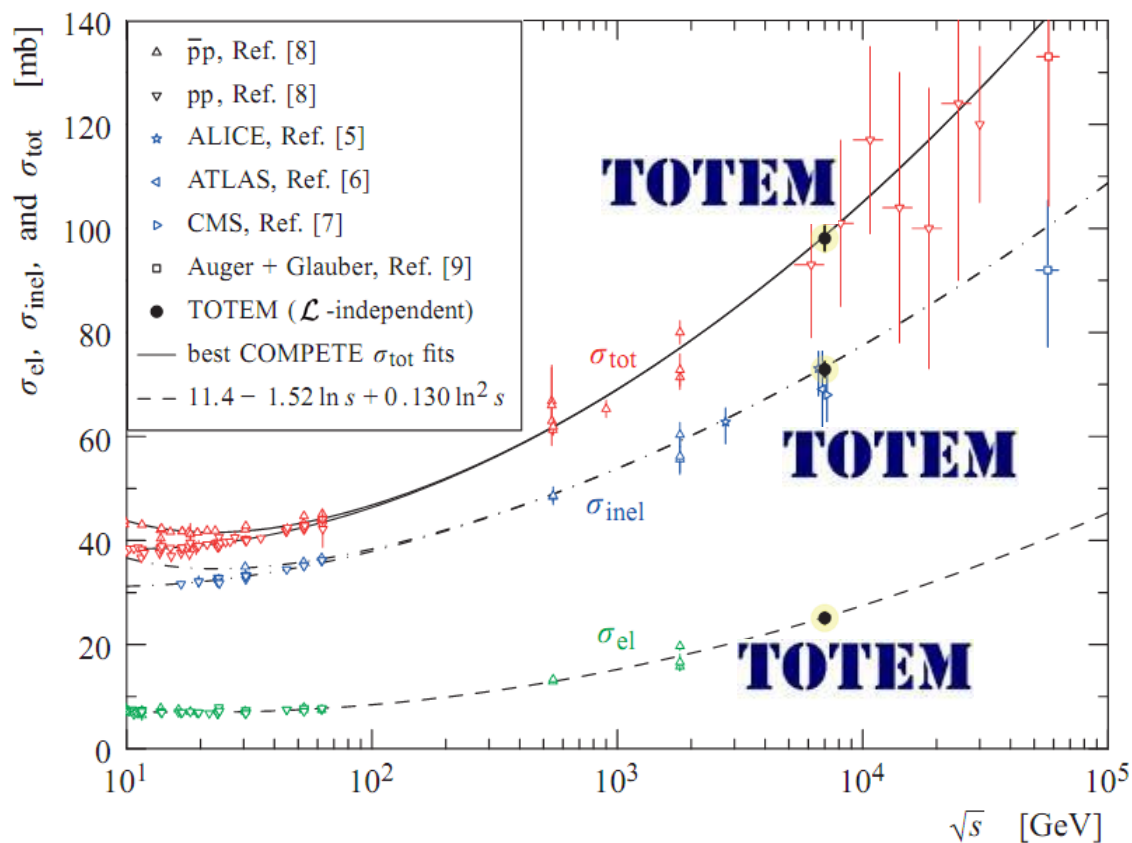 σel, σinel, and σtot [mb]
140
120
100
80
60
40
20
0
p̅p, Ref. [8]
pp, Ref. [8]
ALICE, Ref. [5]
ATLAS, Ref. [6]
CMS, Ref. [7]
Auger + Glauber, Ref. [9]
TOTEM (ℒ-independent)
best COMPETE σtot fits
11.4 − 1.52 ln s + 0.130 ln² s
TOTEM
σtot
TOTEM
σinel
σel
TOTEM
10¹ 10² 10³ 10⁴ 10⁵
√s [GeV]